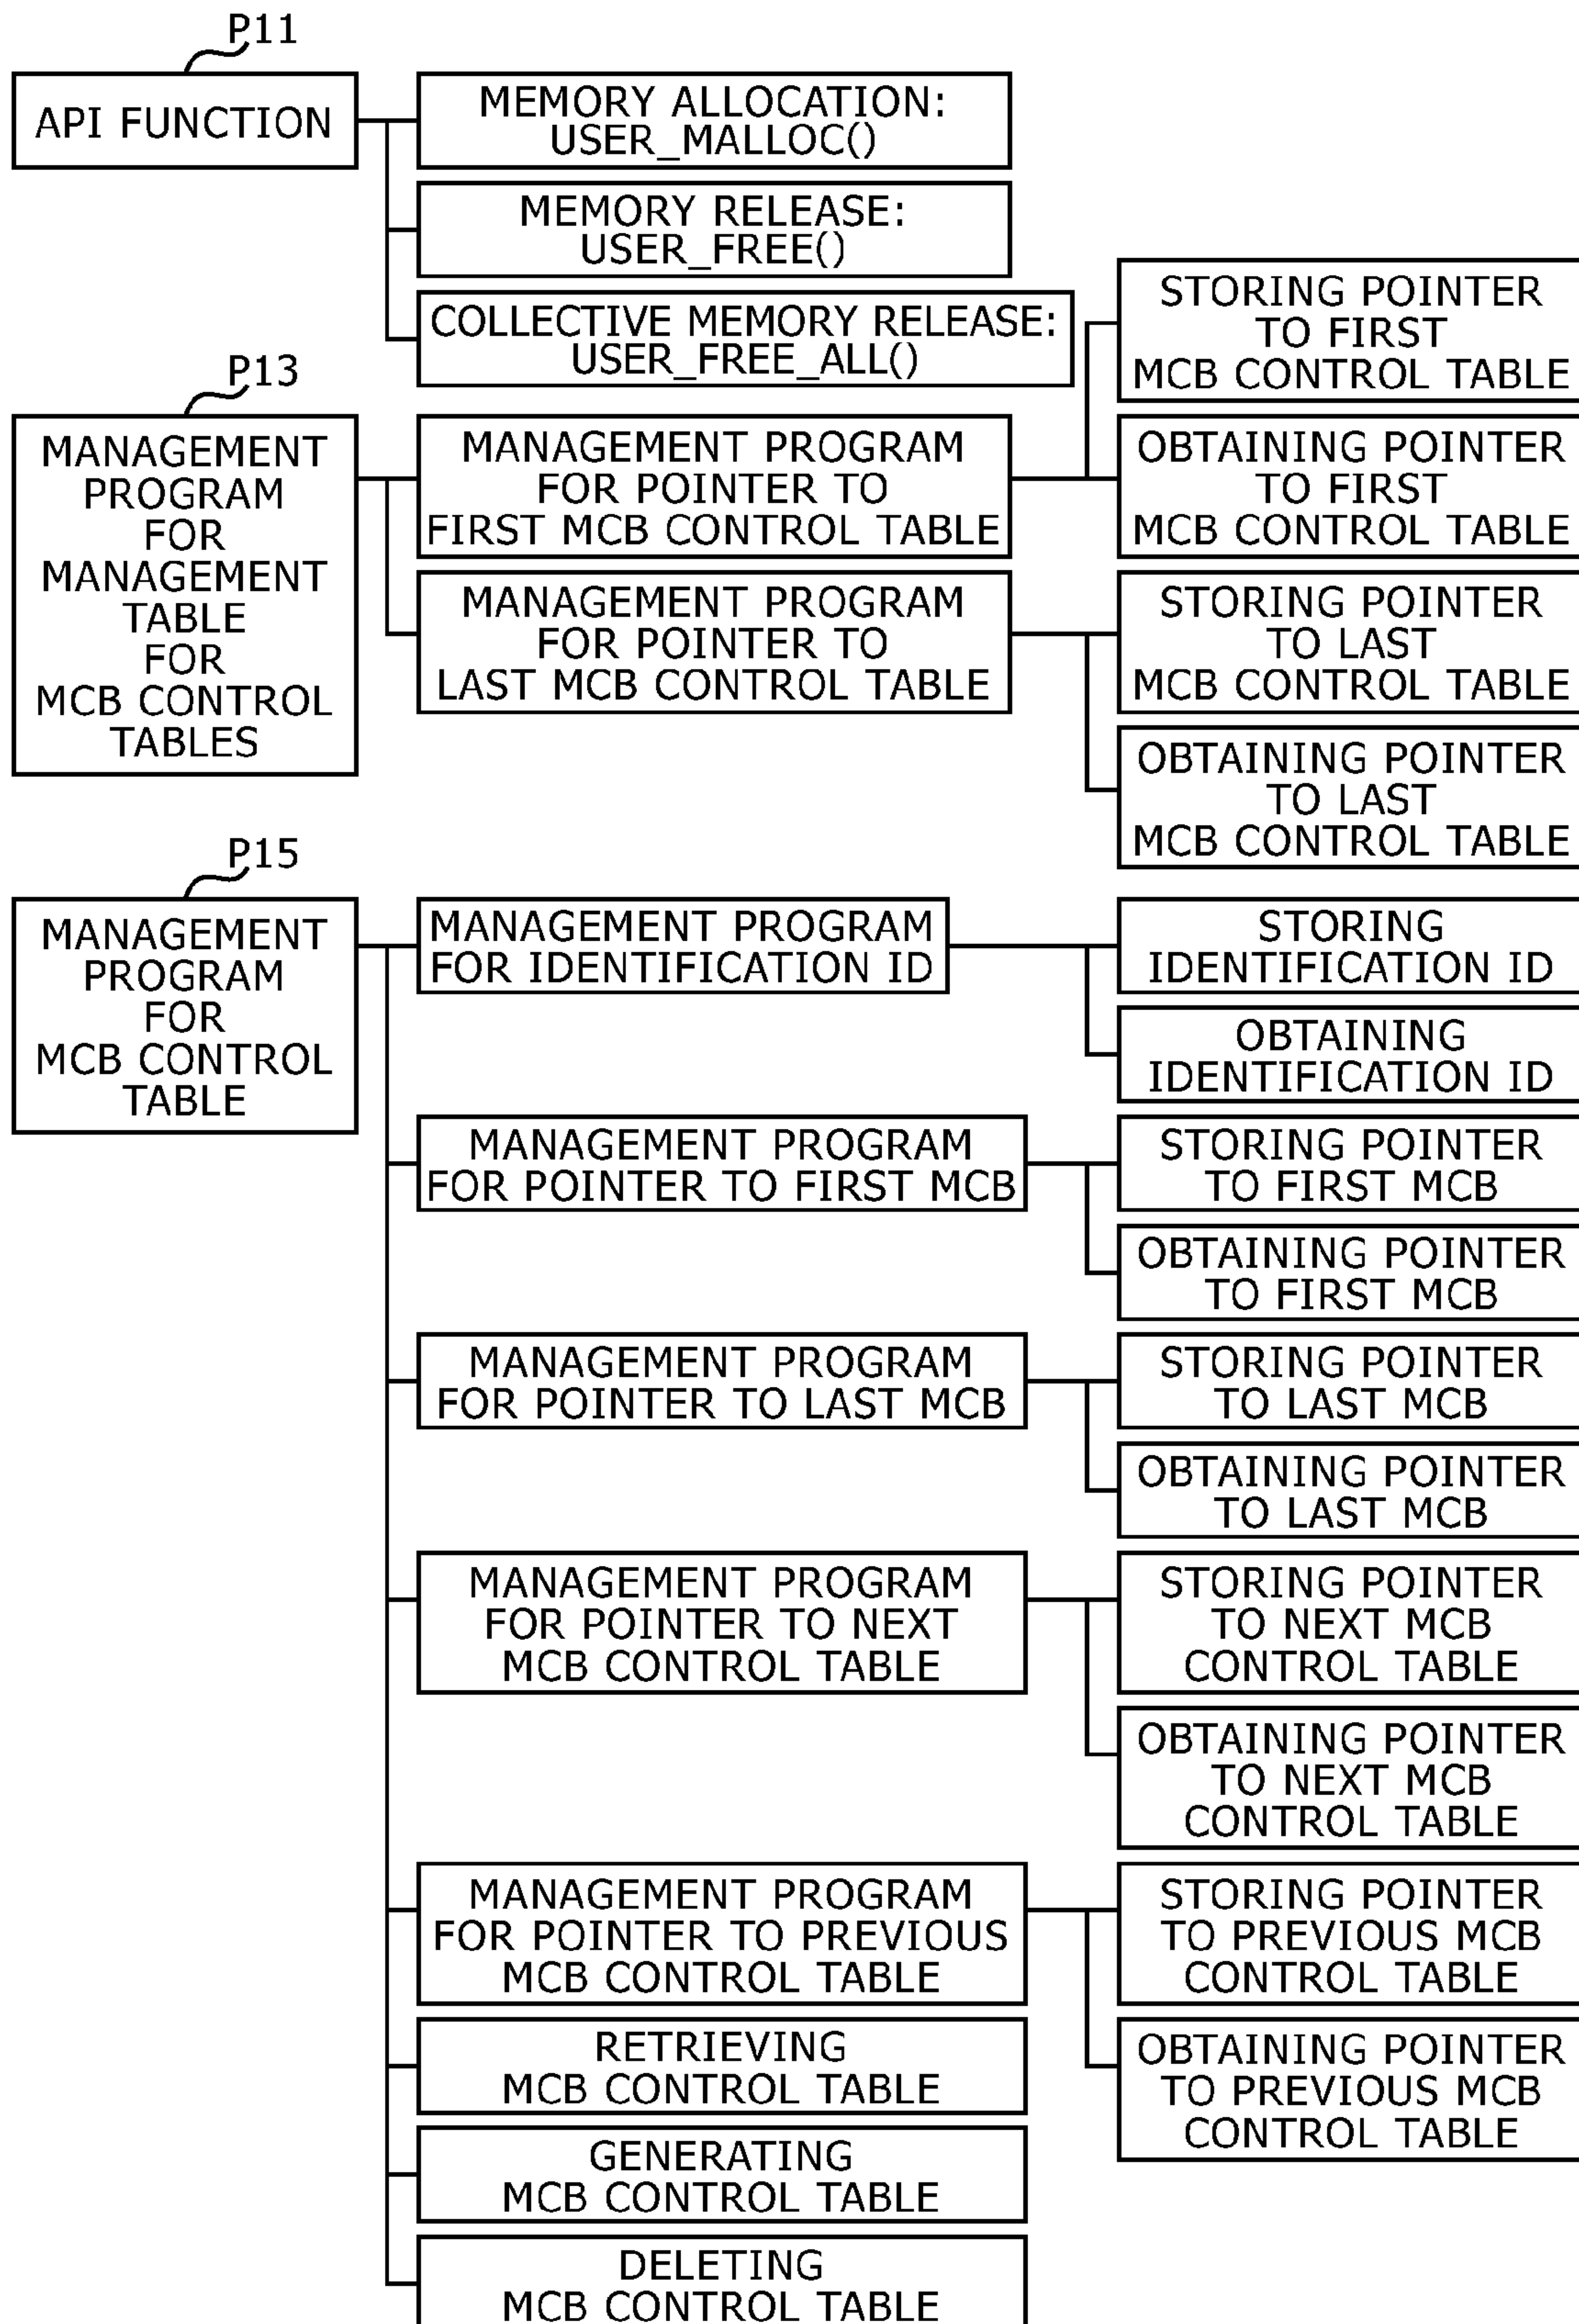 P11
API FUNCTION
MEMORY ALLOCATION:
USER_MALLOC()
MEMORY RELEASE:
USER_FREE()
COLLECTIVE MEMORY RELEASE:
USER_FREE_ALL()
P13
MANAGEMENT
PROGRAM
FOR
MANAGEMENT
TABLE
FOR
MCB CONTROL
TABLES
MANAGEMENT PROGRAM
FOR POINTER TO
FIRST MCB CONTROL TABLE
STORING POINTER
TO FIRST
MCB CONTROL TABLE
OBTAINING POINTER
TO FIRST
MCB CONTROL TABLE
MANAGEMENT PROGRAM
FOR POINTER TO
LAST MCB CONTROL TABLE
STORING POINTER
TO LAST
MCB CONTROL TABLE
OBTAINING POINTER
TO LAST
MCB CONTROL TABLE
P15
MANAGEMENT
PROGRAM
FOR
MCB CONTROL
TABLE
MANAGEMENT PROGRAM
FOR IDENTIFICATION ID
STORING
IDENTIFICATION ID
OBTAINING
IDENTIFICATION ID
MANAGEMENT PROGRAM
FOR POINTER TO FIRST MCB
STORING POINTER
TO FIRST MCB
OBTAINING POINTER
TO FIRST MCB
MANAGEMENT PROGRAM
FOR POINTER TO LAST MCB
STORING POINTER
TO LAST MCB
OBTAINING POINTER
TO LAST MCB
MANAGEMENT PROGRAM
FOR POINTER TO NEXT
MCB CONTROL TABLE
STORING POINTER
TO NEXT MCB
CONTROL TABLE
OBTAINING POINTER
TO NEXT MCB
CONTROL TABLE
MANAGEMENT PROGRAM
FOR POINTER TO PREVIOUS
MCB CONTROL TABLE
STORING POINTER
TO PREVIOUS MCB
CONTROL TABLE
OBTAINING POINTER
TO PREVIOUS MCB
CONTROL TABLE
RETRIEVING
MCB CONTROL TABLE
GENERATING
MCB CONTROL TABLE
DELETING
MCB CONTROL TABLE